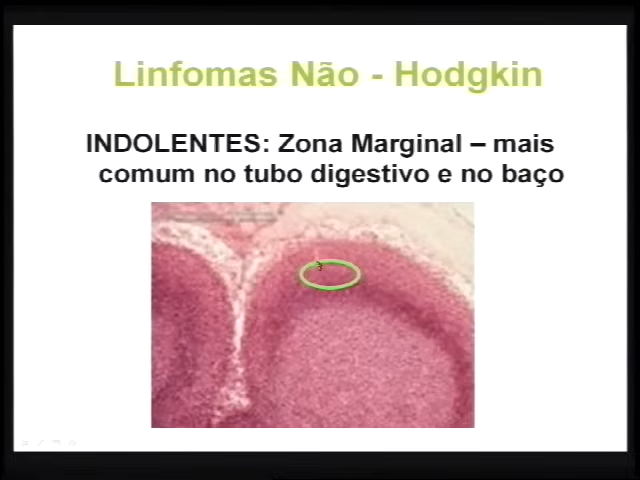 Linfomas Não - Hodgkin
INDOLENTES: Zona Marginal – mais
comum no tubo digestivo e no baço